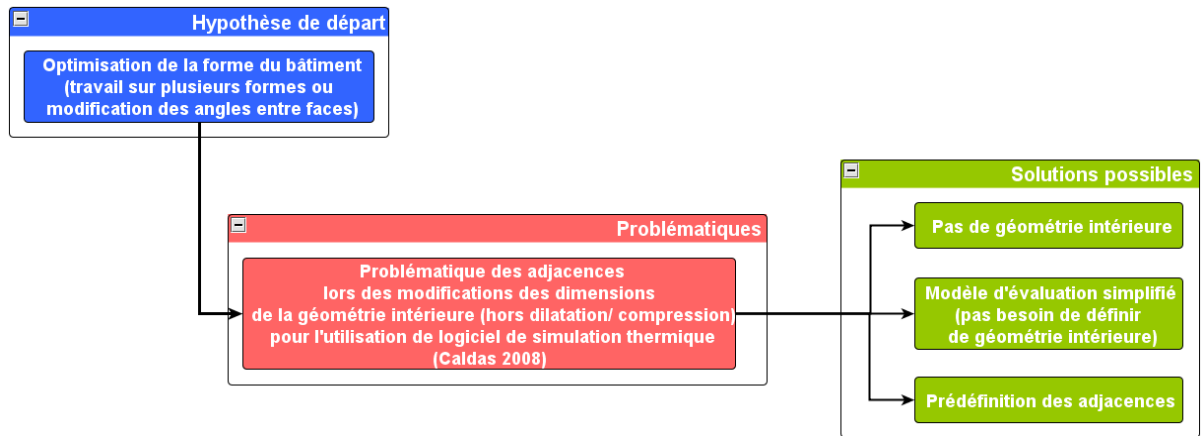 Hypothèse de départ
Optimisation de la forme du bâtiment
(travail sur plusieurs formes ou
modification des angles entre faces)
Problématiques
Problématique des adjacences
lors des modifications des dimensions
de la géométrie intérieure (hors dilatation/ compression)
pour l'utilisation de logiciel de simulation thermique
(Caldas 2008)
Solutions possibles
Pas de géométrie intérieure
Modèle d'évaluation simplifié
(pas besoin de définir
de géométrie intérieure)
Prédéfinition des adjacences